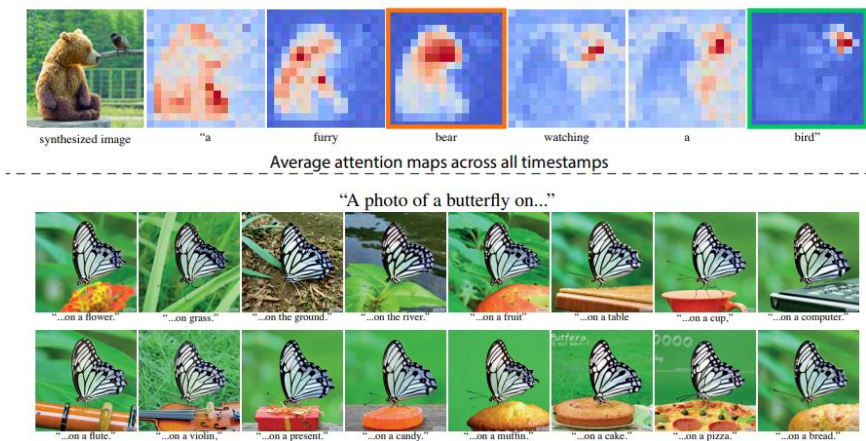 synthesized image
“a
furry
bear
watching
a
bird”
Average attention maps across all timestamps
“A photo of a butterfly on...”
“...on a flower.”
“...on grass.”
“...on the ground.”
“...on the river.”
“...on a fruit”
“...on a table
“...on a cup,
“...on a computer.
“...on a flute.
“...on a violin,
“...on a present.”
“...on a candy.”
“...on a muffin.”
“...on a cake.”
“...on a pizza.”
“...on a bread.”